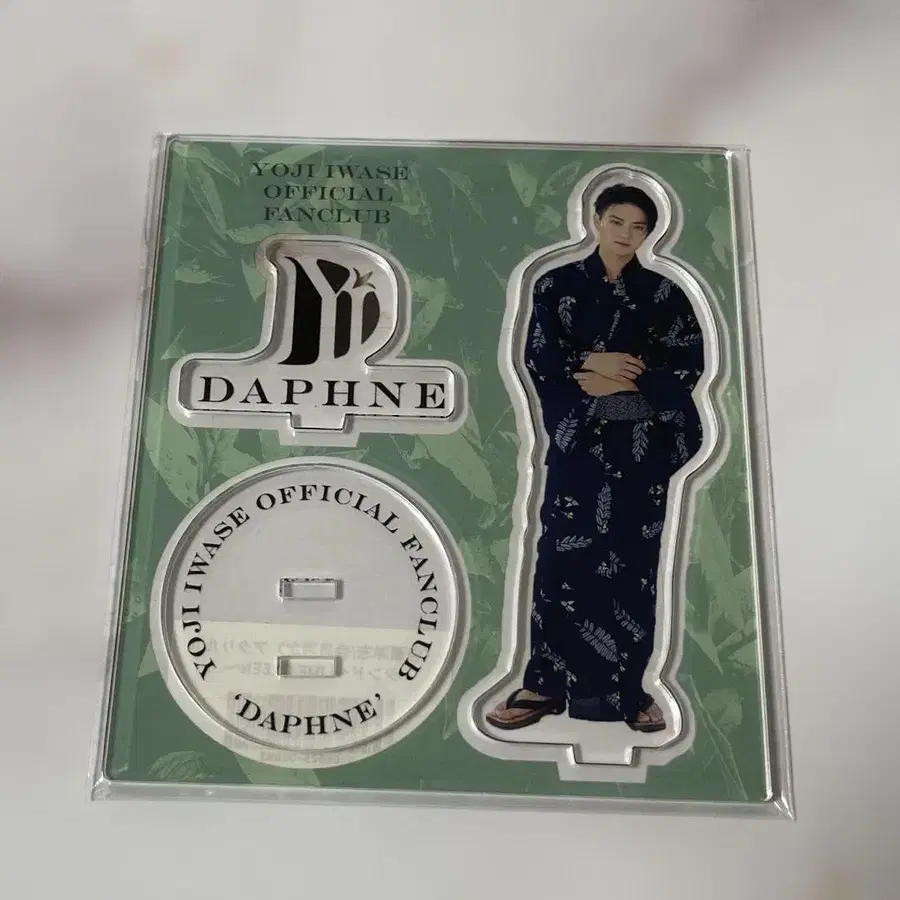 YOJI IWASE
OFFICIAL
FANCLUB
DAPHNE
YOJI IWASE OFFICIAL FANCLUB
'DAPHNE'